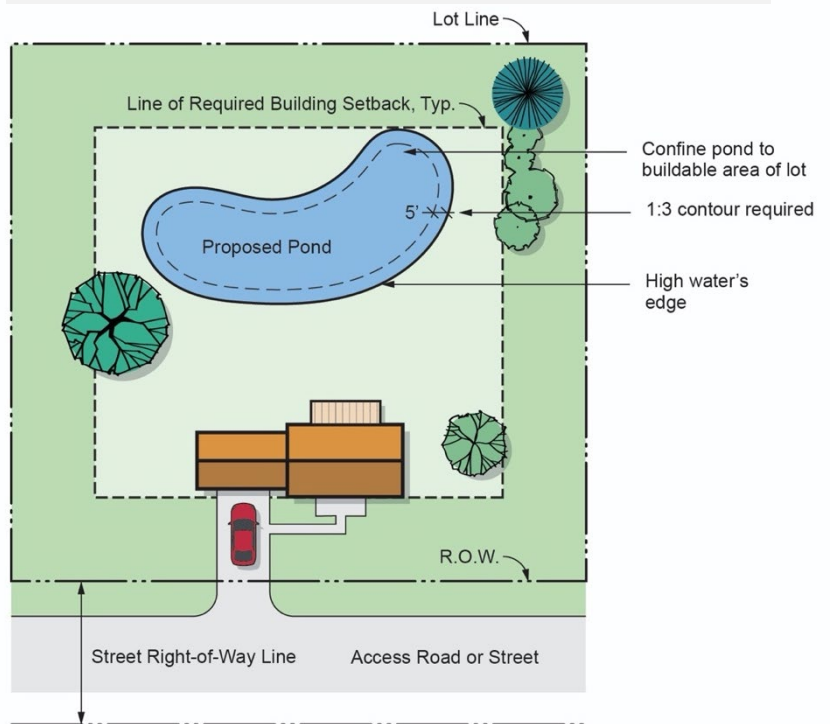 Lot Line
Line of Required Building Setback, Typ.
Confine pond to
buildable area of lot
5'
1:3 contour required
Proposed Pond
High water's
edge
R.O.W.
Street Right-of-Way Line
Access Road or Street